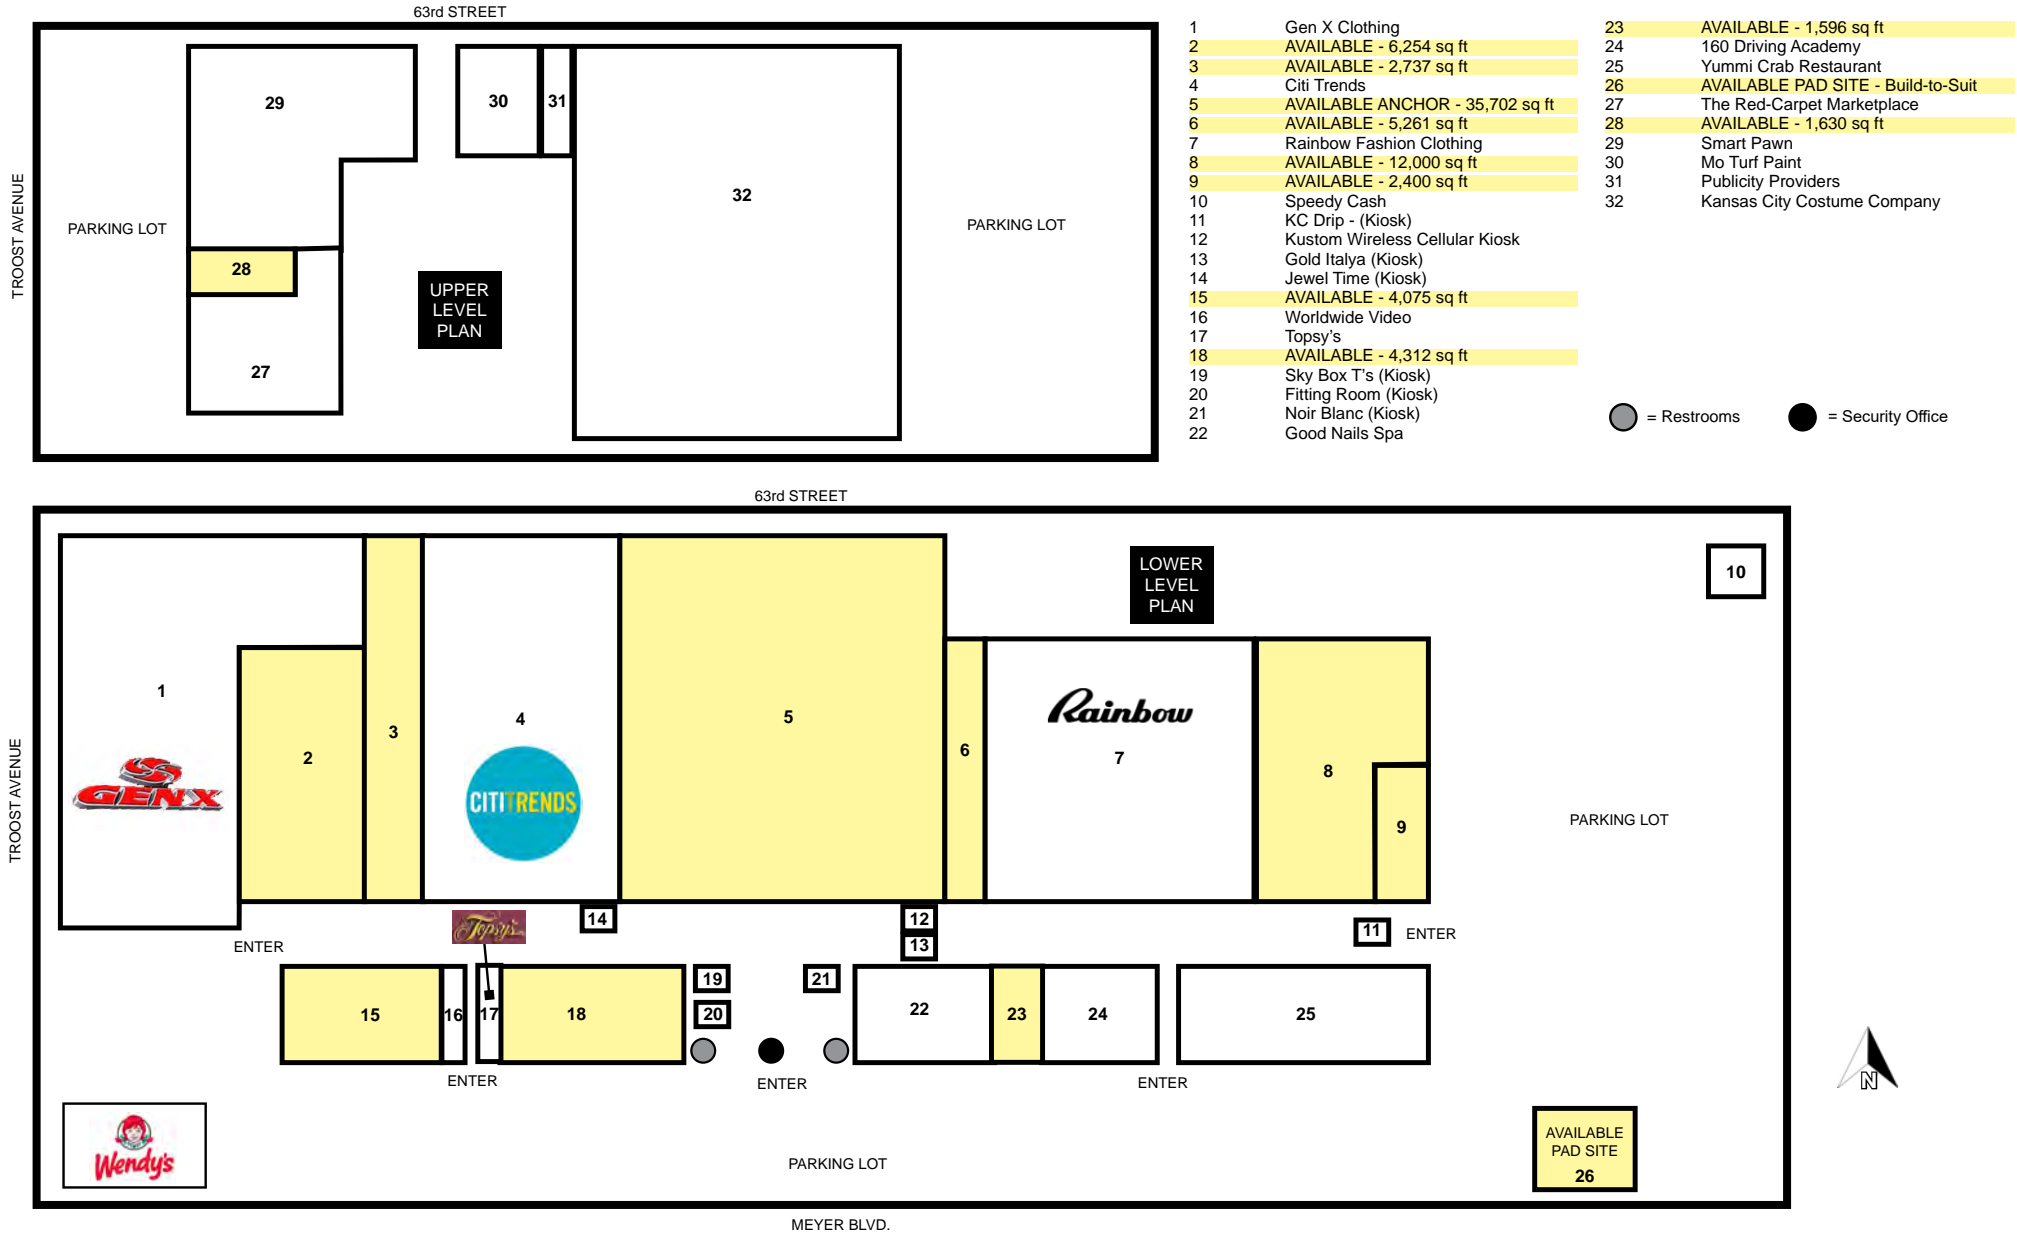 63rd STREET
TROOST AVENUE
PARKING LOT
29
30
31
32
PARKING LOT
28
UPPER
LEVEL
PLAN
27
1 Gen X Clothing
2 AVAILABLE - 6,254 sq ft
3 AVAILABLE - 2,737 sq ft
4 Citi Trends
5 AVAILABLE ANCHOR - 35,702 sq ft
6 AVAILABLE - 5,261 sq ft
7 Rainbow Fashion Clothing
8 AVAILABLE - 12,000 sq ft
9 AVAILABLE - 2,400 sq ft
10 Speedy Cash
11 KC Drip - (Kiosk)
12 Kustom Wireless Cellular Kiosk
13 Gold Italya (Kiosk)
14 Jewel Time (Kiosk)
15 AVAILABLE - 4,075 sq ft
16 Worldwide Video
17 Topsy's
18 AVAILABLE - 4,312 sq ft
19 Sky Box T's (Kiosk)
20 Fitting Room (Kiosk)
21 Noir Blanc (Kiosk)
22 Good Nails Spa
23 AVAILABLE - 1,596 sq ft
24 160 Driving Academy
25 Yummi Crab Restaurant
26 AVAILABLE PAD SITE - Build-to-Suit
27 The Red-Carpet Marketplace
28 AVAILABLE - 1,630 sq ft
29 Smart Pawn
30 Mo Turf Paint
31 Publicity Providers
32 Kansas City Costume Company
= Restrooms
= Security Office
63rd STREET
TROOST AVENUE
LOWER
LEVEL
PLAN
10
1
GENX
2
3
4
CITITRENDS
5
6
Rainbow
7
8
9
PARKING LOT
Topsy's
14
12
13
11
ENTER
ENTER
15
16
17
18
19
20
21
22
23
24
25
ENTER
ENTER
ENTER
N
Wendy's
PARKING LOT
AVAILABLE
PAD SITE
26
MEYER BLVD.